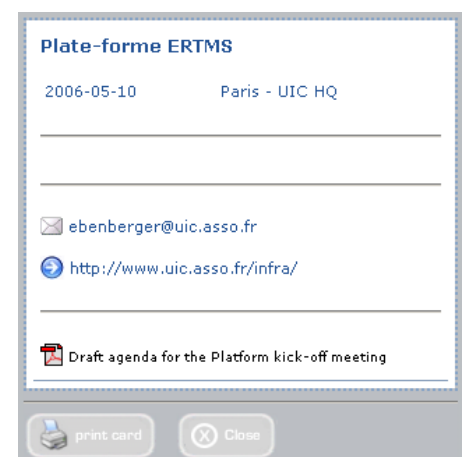 Plate-forme ERTMS
2006-05-10 Paris - UIC HQ
ebenberger@uic.asso.fr
http://www.uic.asso.fr/infra/
Draft agenda for the Platform kick-off meeting
print card Close